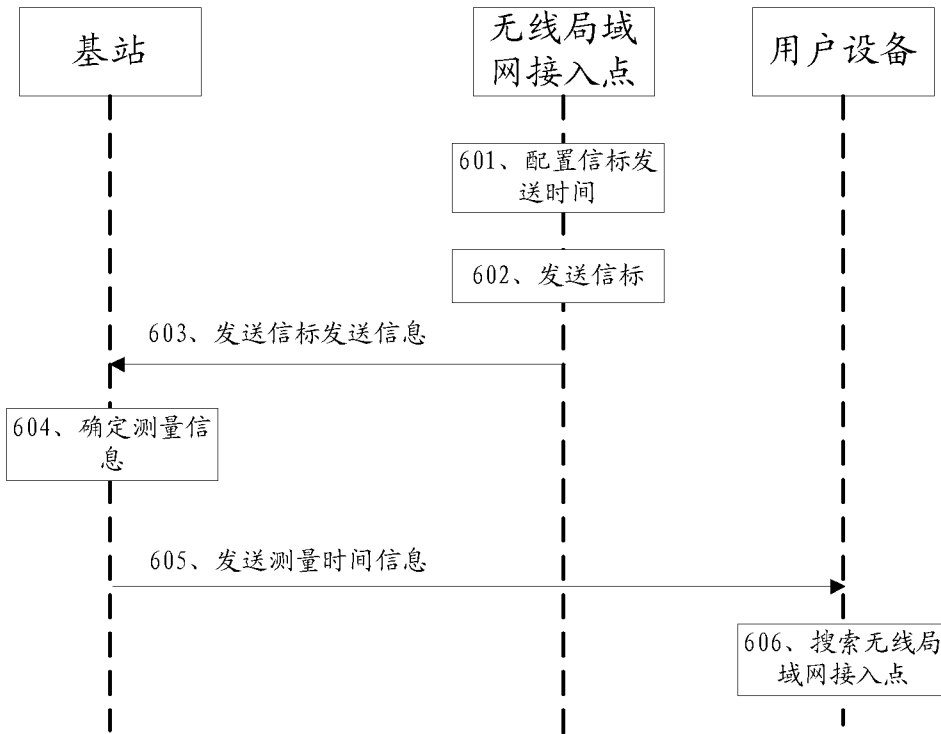 基站
无线局域
网接入点
用户设备
601、配置信标发
送时间
602、发送信标
603、发送信标发送信息
604、确定测量信
息
605、发送测量时间信息
606、搜索无线局
域网接入点